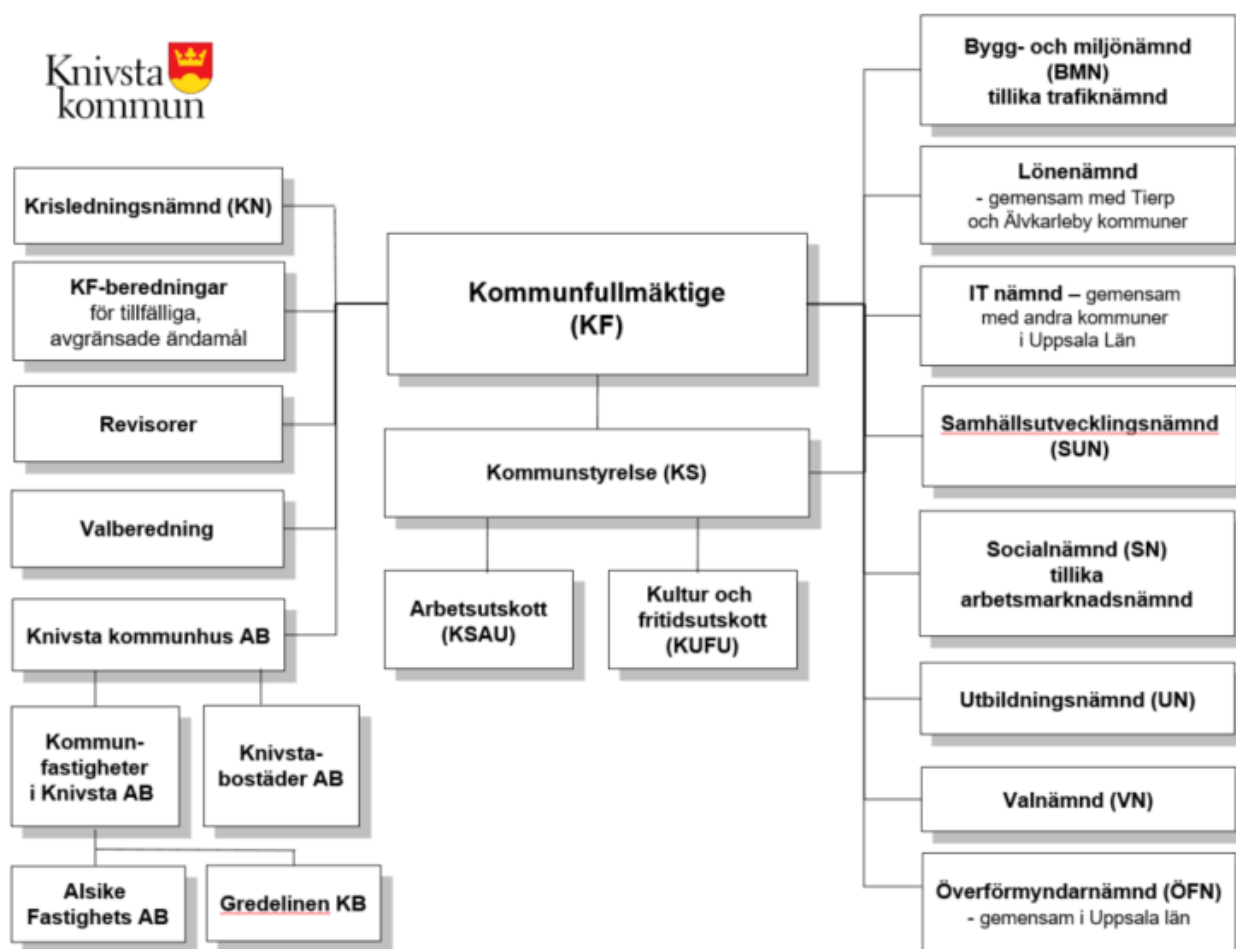 Knivsta
kommun
Krisledningsnämnd (KN)
KF-beredningar
för tillfälliga,
avgränsade ändamål
Revisorer
Valberedning
Knivsta kommunhus AB
Kommun-
fastigheter
i Knivsta AB
Knivsta-
bostäder AB
Alsike
Fastighets AB
Gredelinen KB
Kommunfullmäktige
(KF)
Kommunstyrelse (KS)
Arbetsutskott
(KSAU)
Kultur och
fritidsutskott
(KUFU)
Bygg- och miljönämnd
(BMN)
tillika trafiknämnd
Lönenämnd
- gemensam med Tierp
och Älvkarleby kommuner
IT nämnd – gemensam
med andra kommuner
i Uppsala Län
Samhällsutvecklingsnämnd
(SUN)
Socialnämnd (SN)
tillika
arbetsmarknadsnämnd
Utbildningsnämnd (UN)
Valnämnd (VN)
Överförmyndarnämnd (ÖFN)
- gemensam i Uppsala län